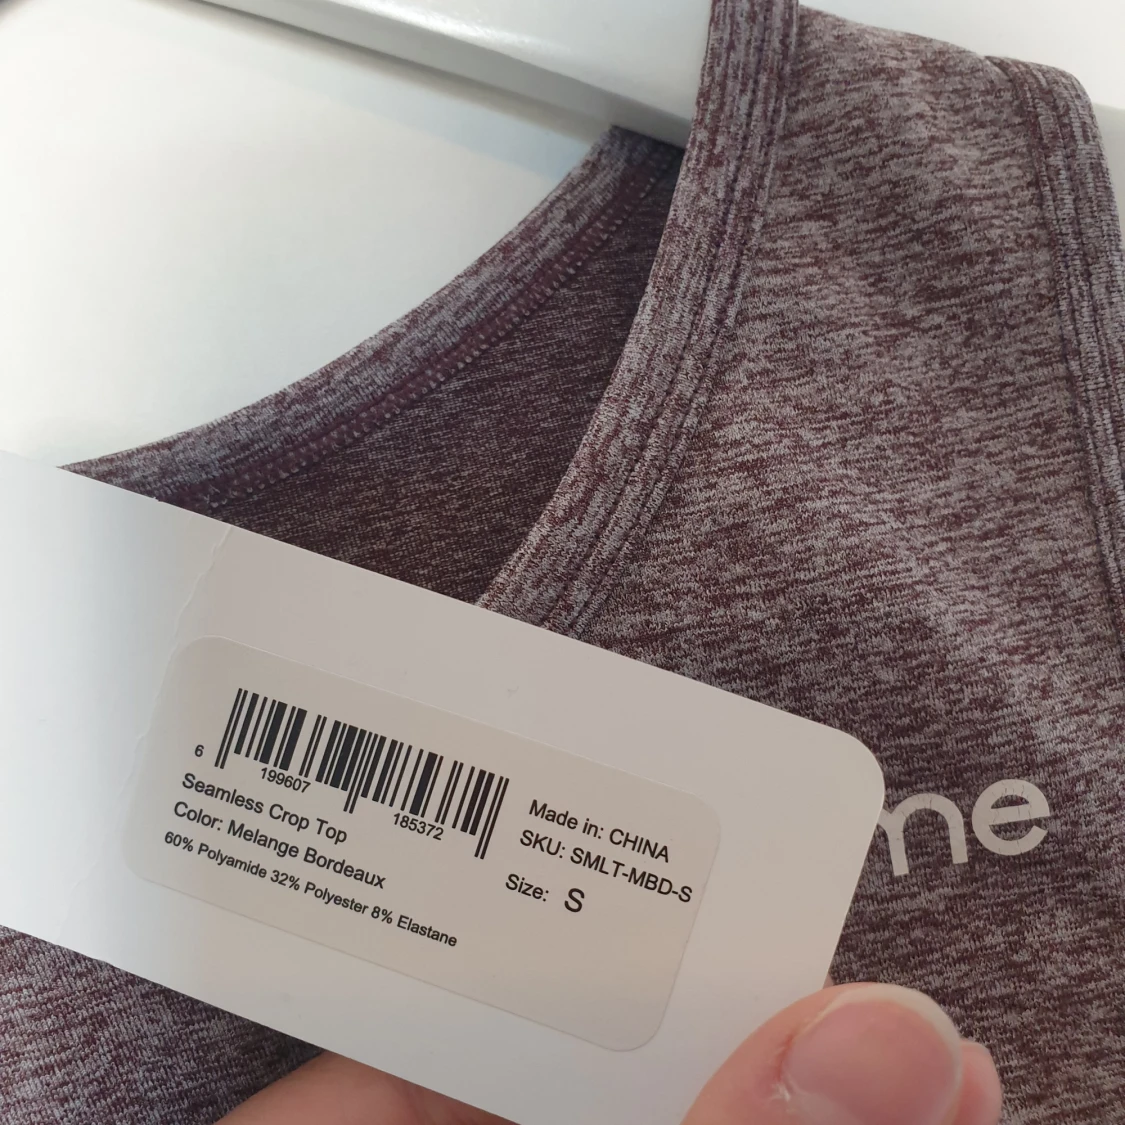 6 199607 185372
Seamless Crop Top
Color: Melange Bordeaux
60% Polyamide 32% Polyester 8% Elastane
Made in: CHINA
SKU: SMLT-MBD-S
Size: S
me